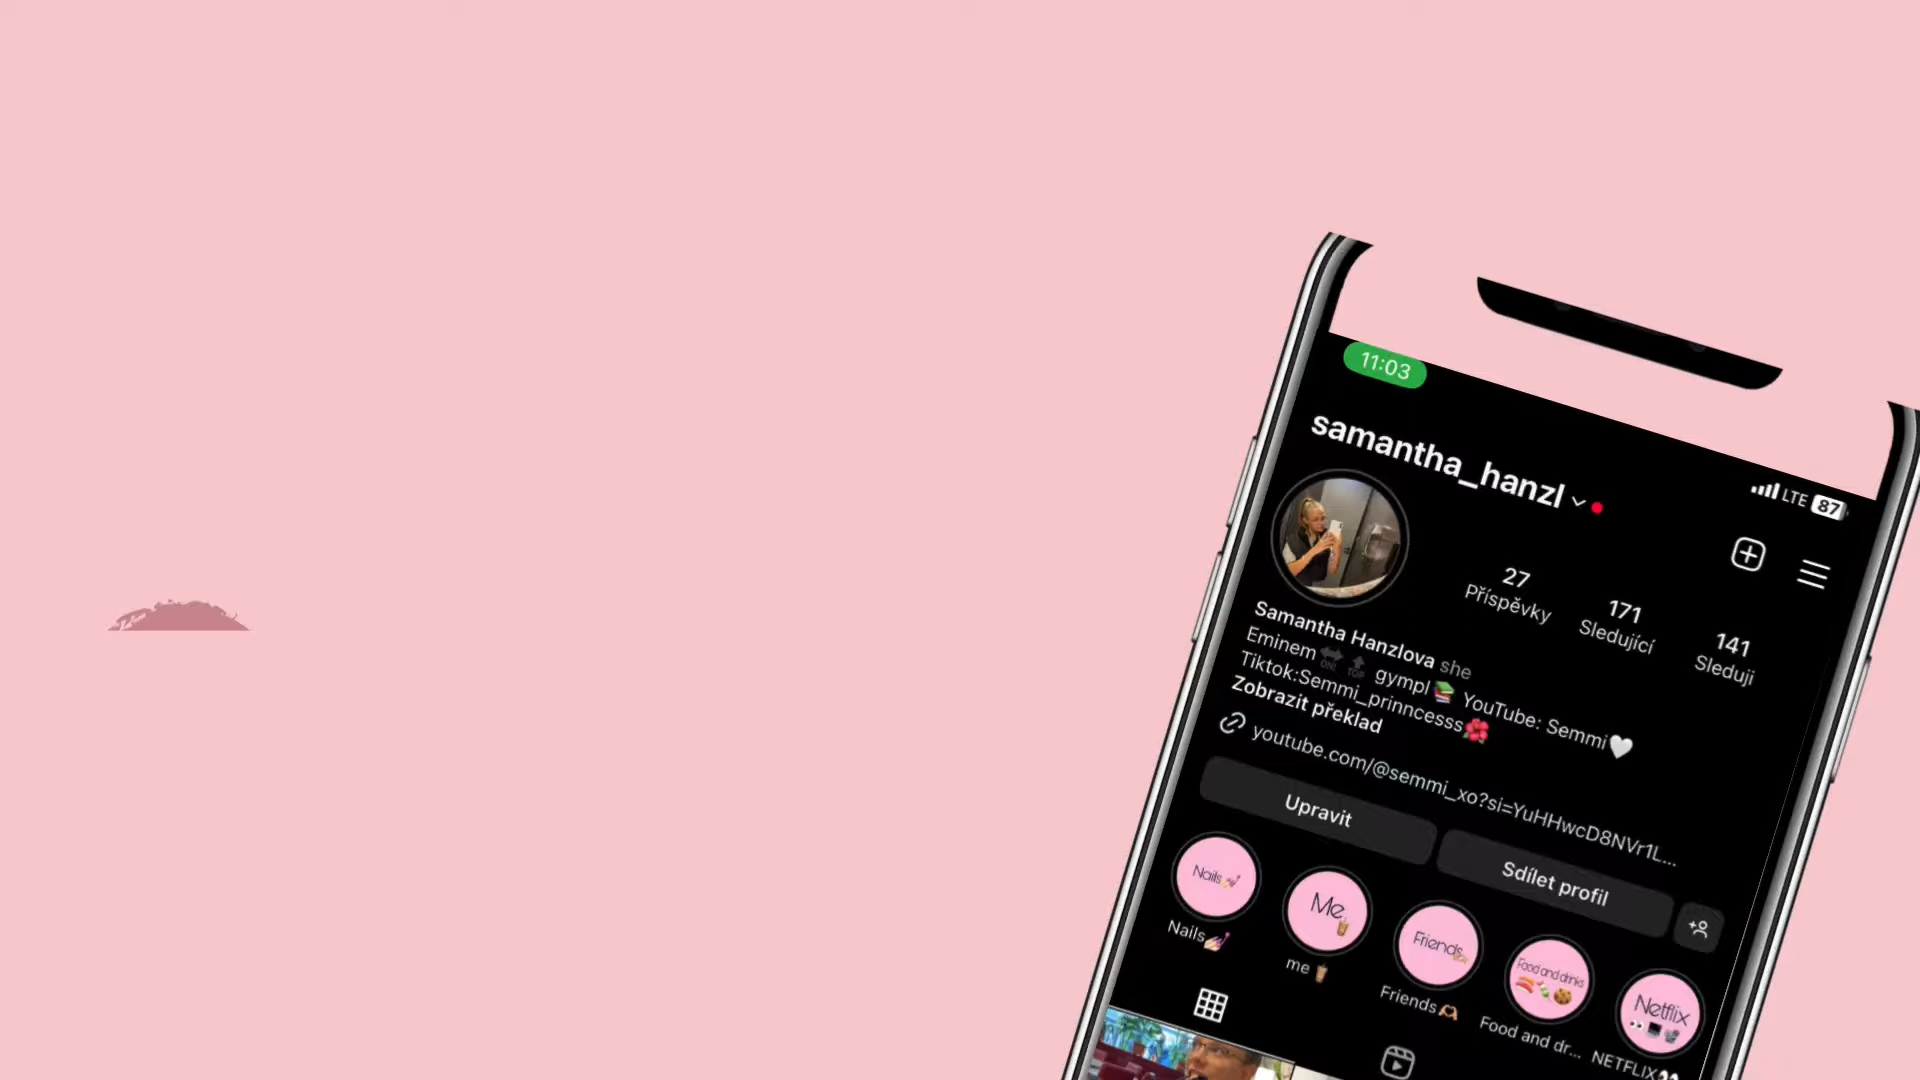 11:03
LTE 87
samantha_hanzl
27
Příspěvky
171
Sledující
141
Sleduji
Samantha Hanzlova she
Eminem ON! TOP gympl📚 YouTube: Semmi🤍
Tiktok:Semmi_prinncesss🌺
Zobrazit překlad
youtube.com/@semmi_xo?si=YuHHwcD8NVr1L...
Upravit
Sdílet profil
Nails💅
Me🧋
Friends
Food and drinks
Netflix
Nails💅
me🧋
Friends🫶
Food and dr...
NETFLIX👀